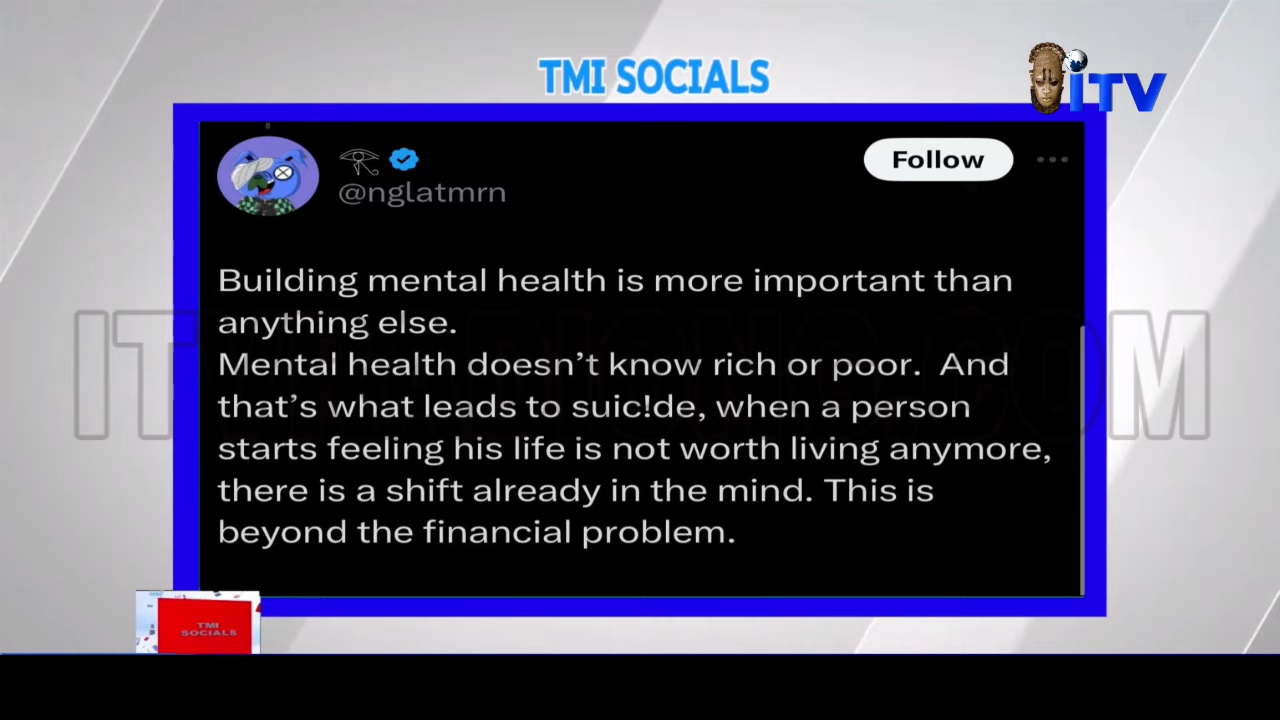 TMI SOCIALS
iTV
Follow
@nglatmrn
Building mental health is more important than
anything else.
Mental health doesn’t know rich or poor.  And
that’s what leads to suic!de, when a person
starts feeling his life is not worth living anymore,
there is a shift already in the mind. This is
beyond the financial problem.
ITVRADIONG.COM
TMI
SOCIALS